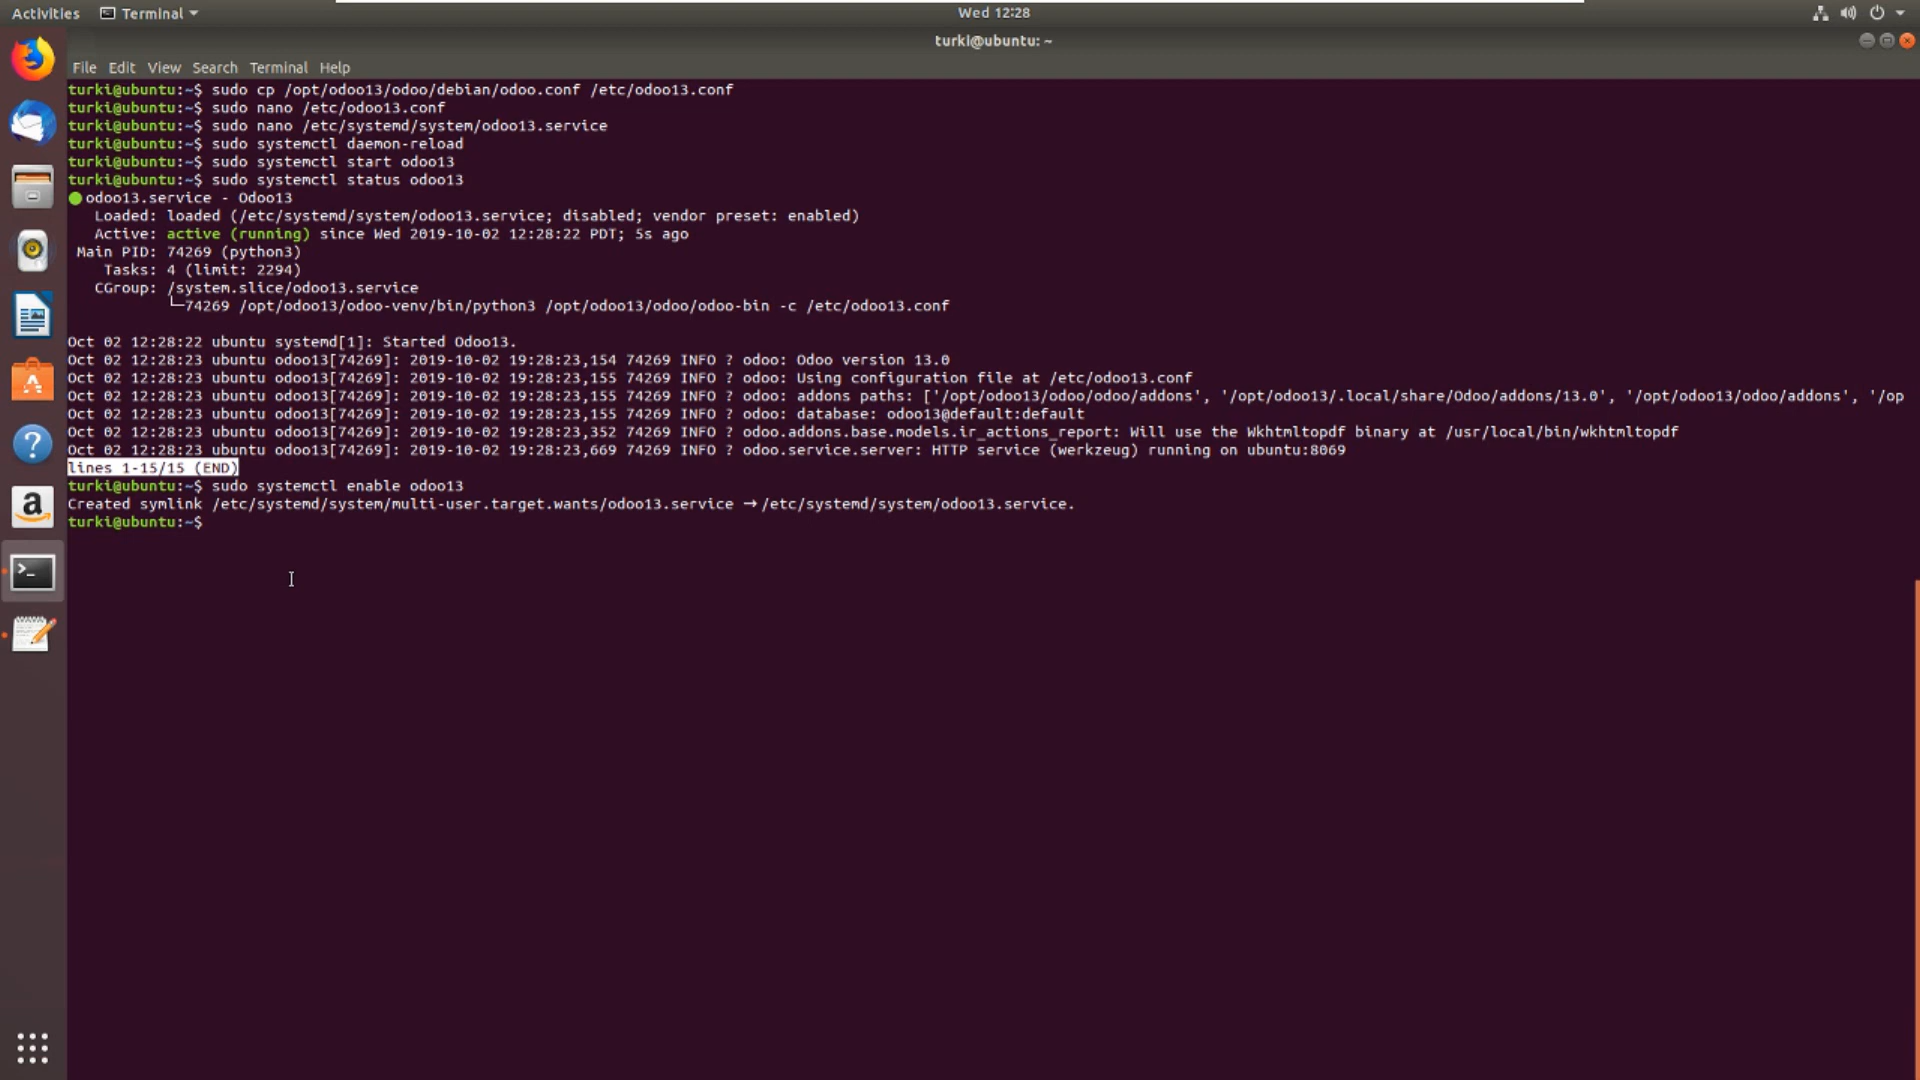 Activities Terminal Wed 12:28
turki@ubuntu: ~
File Edit View Search Terminal Help
turki@ubuntu:~$ sudo cp /opt/odoo13/odoo/debian/odoo.conf /etc/odoo13.conf
turki@ubuntu:~$ sudo nano /etc/odoo13.conf
turki@ubuntu:~$ sudo nano /etc/systemd/system/odoo13.service
turki@ubuntu:~$ sudo systemctl daemon-reload
turki@ubuntu:~$ sudo systemctl start odoo13
turki@ubuntu:~$ sudo systemctl status odoo13
● odoo13.service - Odoo13
Loaded: loaded (/etc/systemd/system/odoo13.service; disabled; vendor preset: enabled)
Active: active (running) since Wed 2019-10-02 12:28:22 PDT; 5s ago
Main PID: 74269 (python3)
Tasks: 4 (limit: 2294)
CGroup: /system.slice/odoo13.service
└─74269 /opt/odoo13/odoo-venv/bin/python3 /opt/odoo13/odoo/odoo-bin -c /etc/odoo13.conf
Oct 02 12:28:22 ubuntu systemd[1]: Started Odoo13.
Oct 02 12:28:23 ubuntu odoo13[74269]: 2019-10-02 19:28:23,154 74269 INFO ? odoo: Odoo version 13.0
Oct 02 12:28:23 ubuntu odoo13[74269]: 2019-10-02 19:28:23,155 74269 INFO ? odoo: Using configuration file at /etc/odoo13.conf
Oct 02 12:28:23 ubuntu odoo13[74269]: 2019-10-02 19:28:23,155 74269 INFO ? odoo: addons paths: ['/opt/odoo13/odoo/odoo/addons', '/opt/odoo13/.local/share/Odoo/addons/13.0', '/opt/odoo13/odoo/addons', '/op
Oct 02 12:28:23 ubuntu odoo13[74269]: 2019-10-02 19:28:23,155 74269 INFO ? odoo: database: odoo13@default:default
Oct 02 12:28:23 ubuntu odoo13[74269]: 2019-10-02 19:28:23,352 74269 INFO ? odoo.addons.base.models.ir_actions_report: Will use the Wkhtmltopdf binary at /usr/local/bin/wkhtmltopdf
Oct 02 12:28:23 ubuntu odoo13[74269]: 2019-10-02 19:28:23,669 74269 INFO ? odoo.service.server: HTTP service (werkzeug) running on ubuntu:8069
lines 1-15/15 (END)
turki@ubuntu:~$ sudo systemctl enable odoo13
Created symlink /etc/systemd/system/multi-user.target.wants/odoo13.service → /etc/systemd/system/odoo13.service.
turki@ubuntu:~$